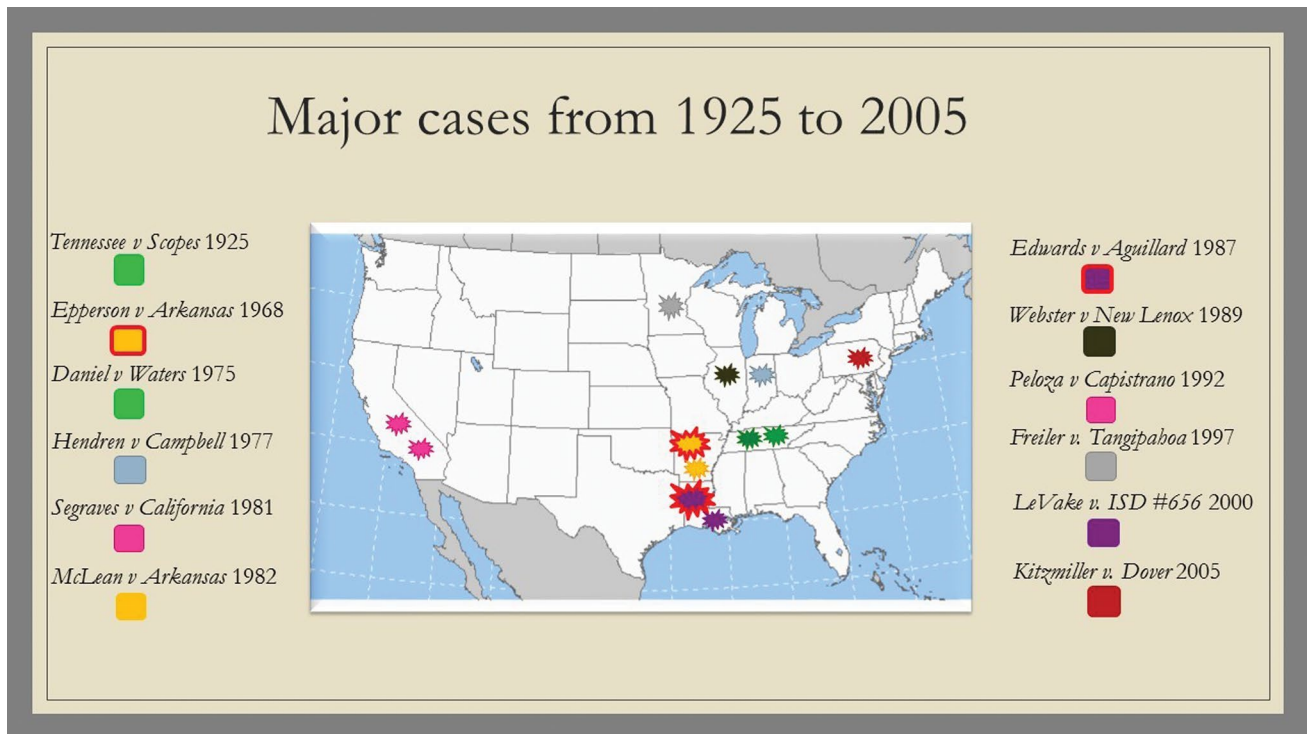 Major cases from 1925 to 2005
Tennessee v Scopes 1925
Epperson v Arkansas 1968
Daniel v Waters 1975
Hendren v Campbell 1977
Segraves v California 1981
McLean v Arkansas 1982
Edwards v Aguillard 1987
Webster v New Lenox 1989
Peloza v Capistrano 1992
Freiler v. Tangipahoa 1997
LeVake v. ISD #656 2000
Kitzmiller v. Dover 2005